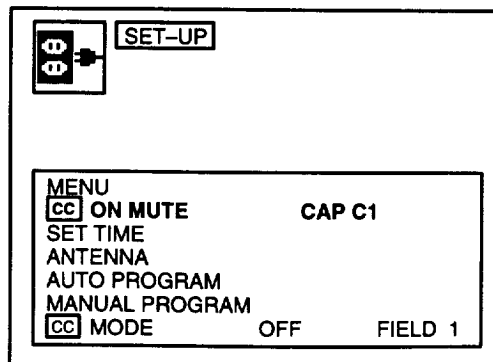 SET–UP
MENU
CC ON MUTE CAP C1
SET TIME
ANTENNA
AUTO PROGRAM
MANUAL PROGRAM
CC MODE OFF FIELD 1